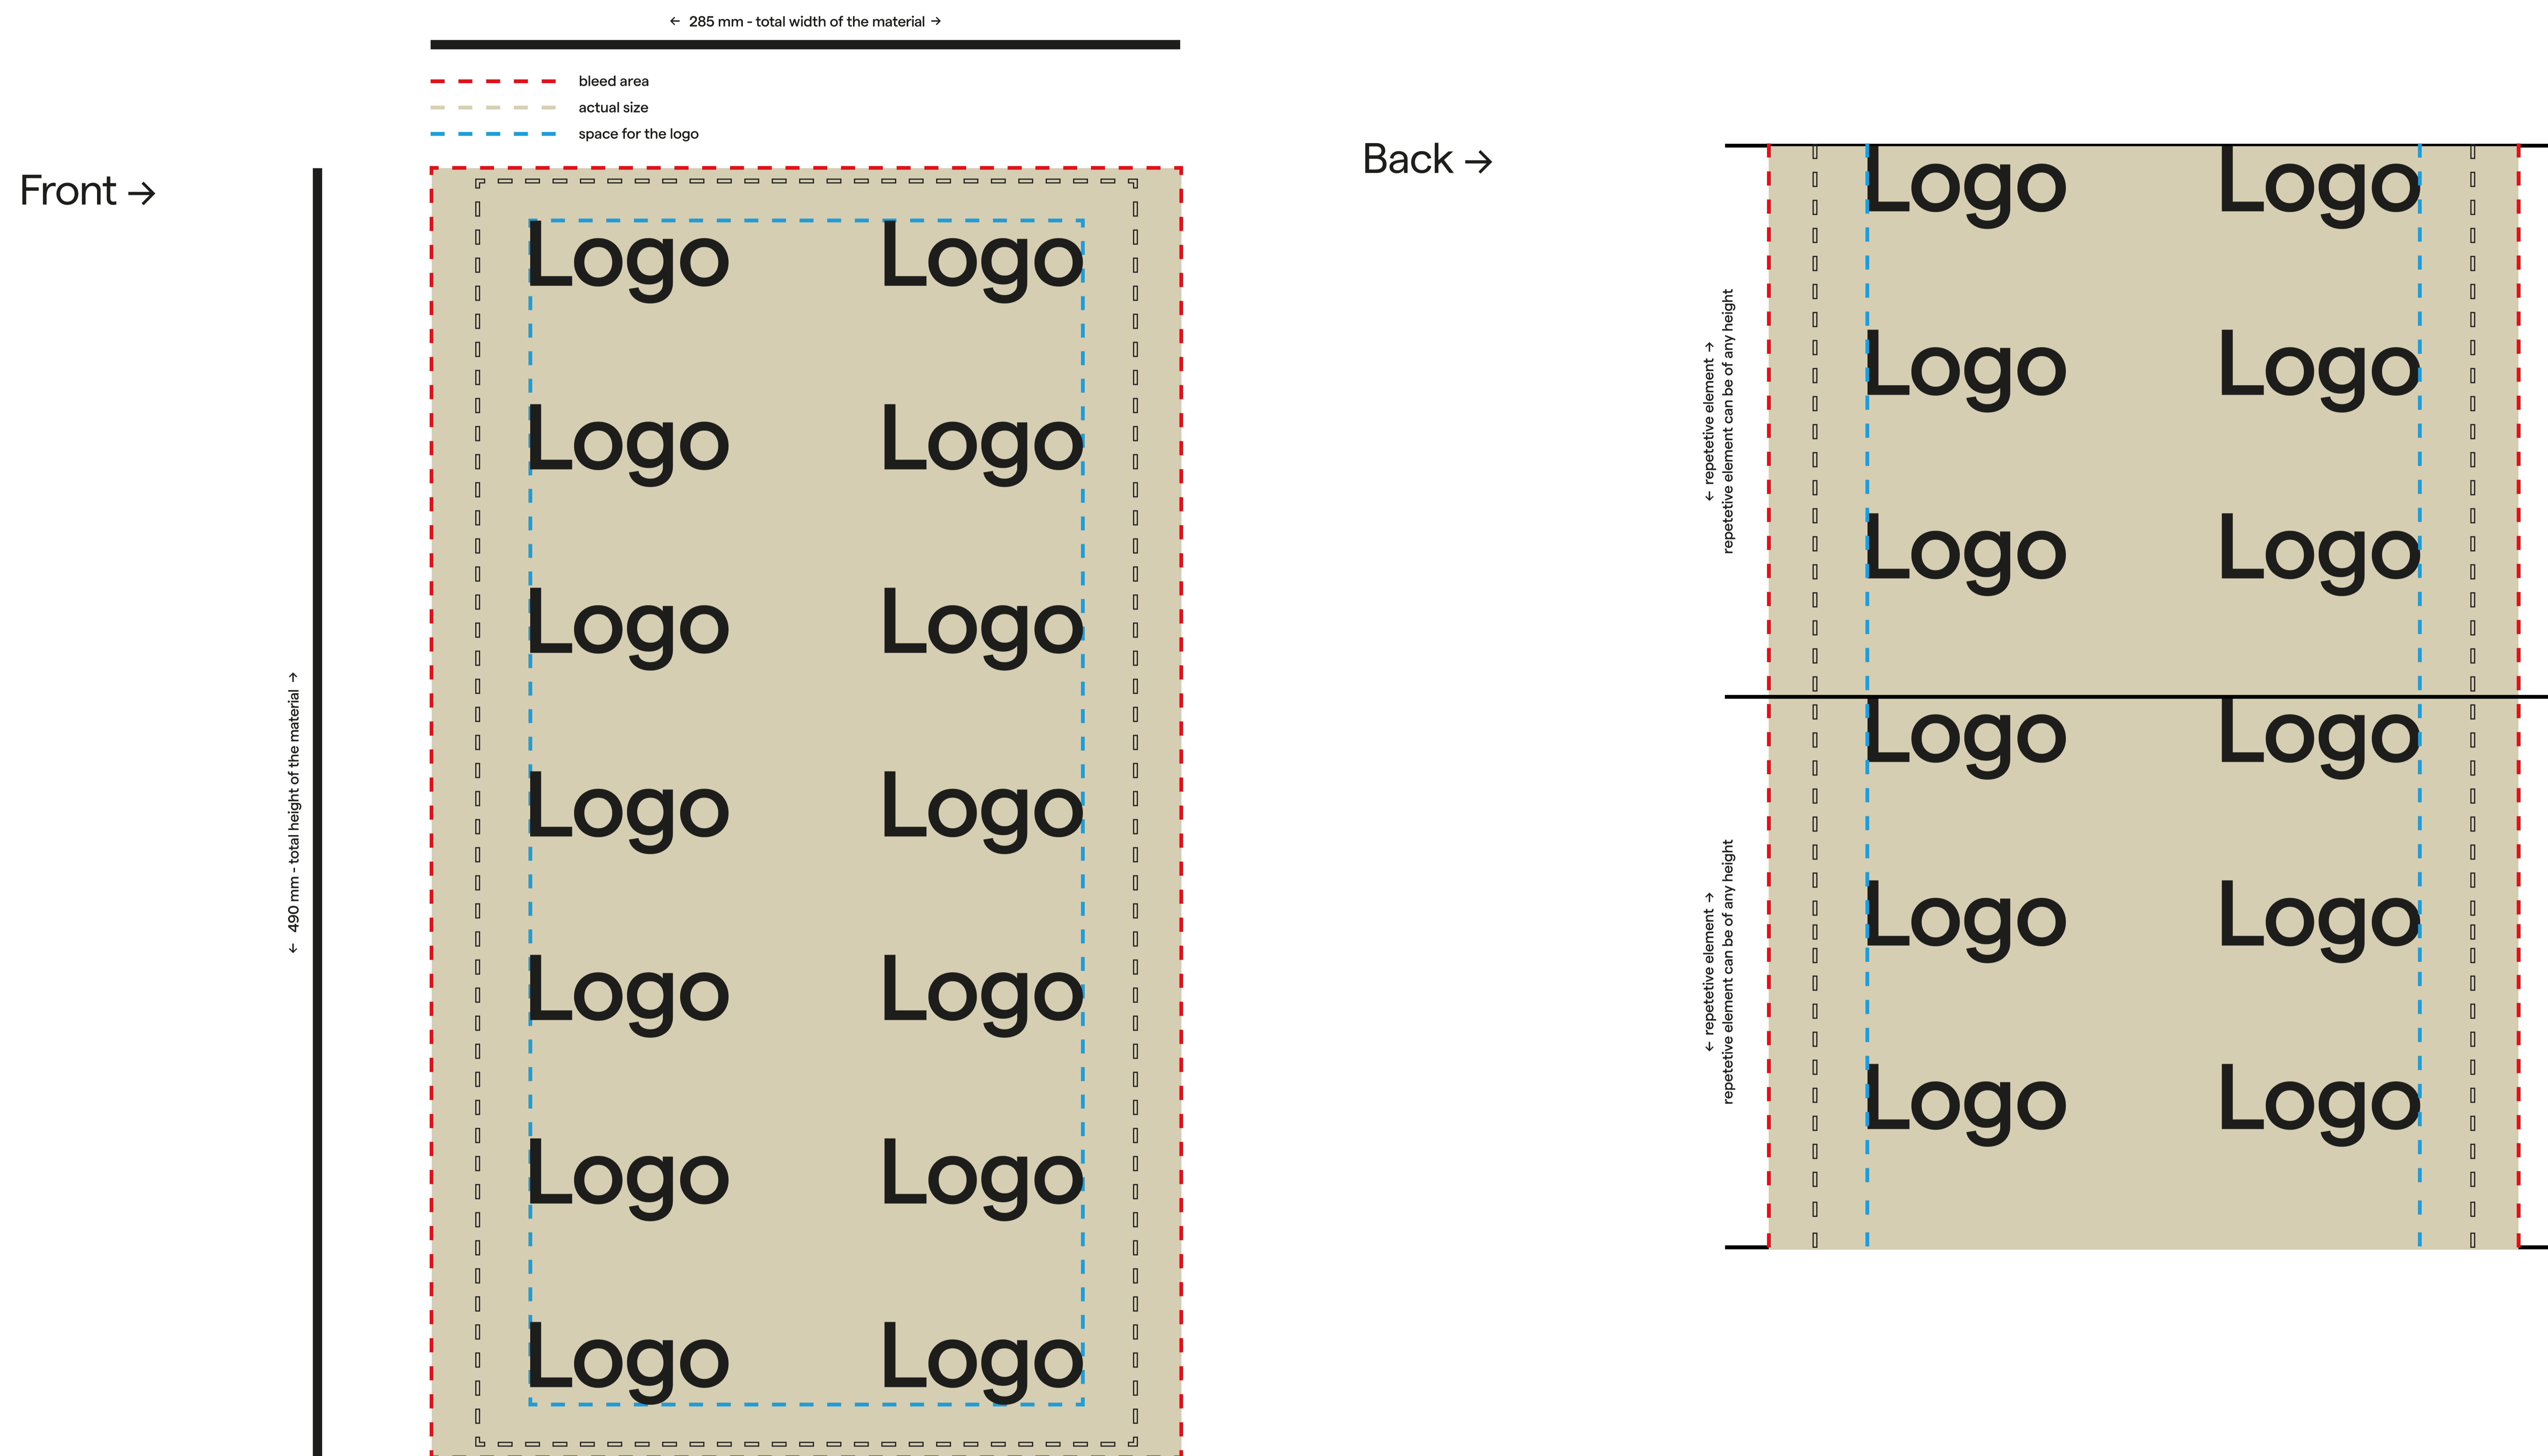 ← 285 mm - total width of the material →
bleed area
actual size
space for the logo
Front →
← 490 mm - total height of the material →
Logo Logo
Logo Logo
Logo Logo
Logo Logo
Logo Logo
Logo Logo
Logo Logo
Back →
← repetetive element →
repetetive element can be of any height
Logo Logo
Logo Logo
Logo Logo
← repetetive element →
repetetive element can be of any height
Logo Logo
Logo Logo
Logo Logo